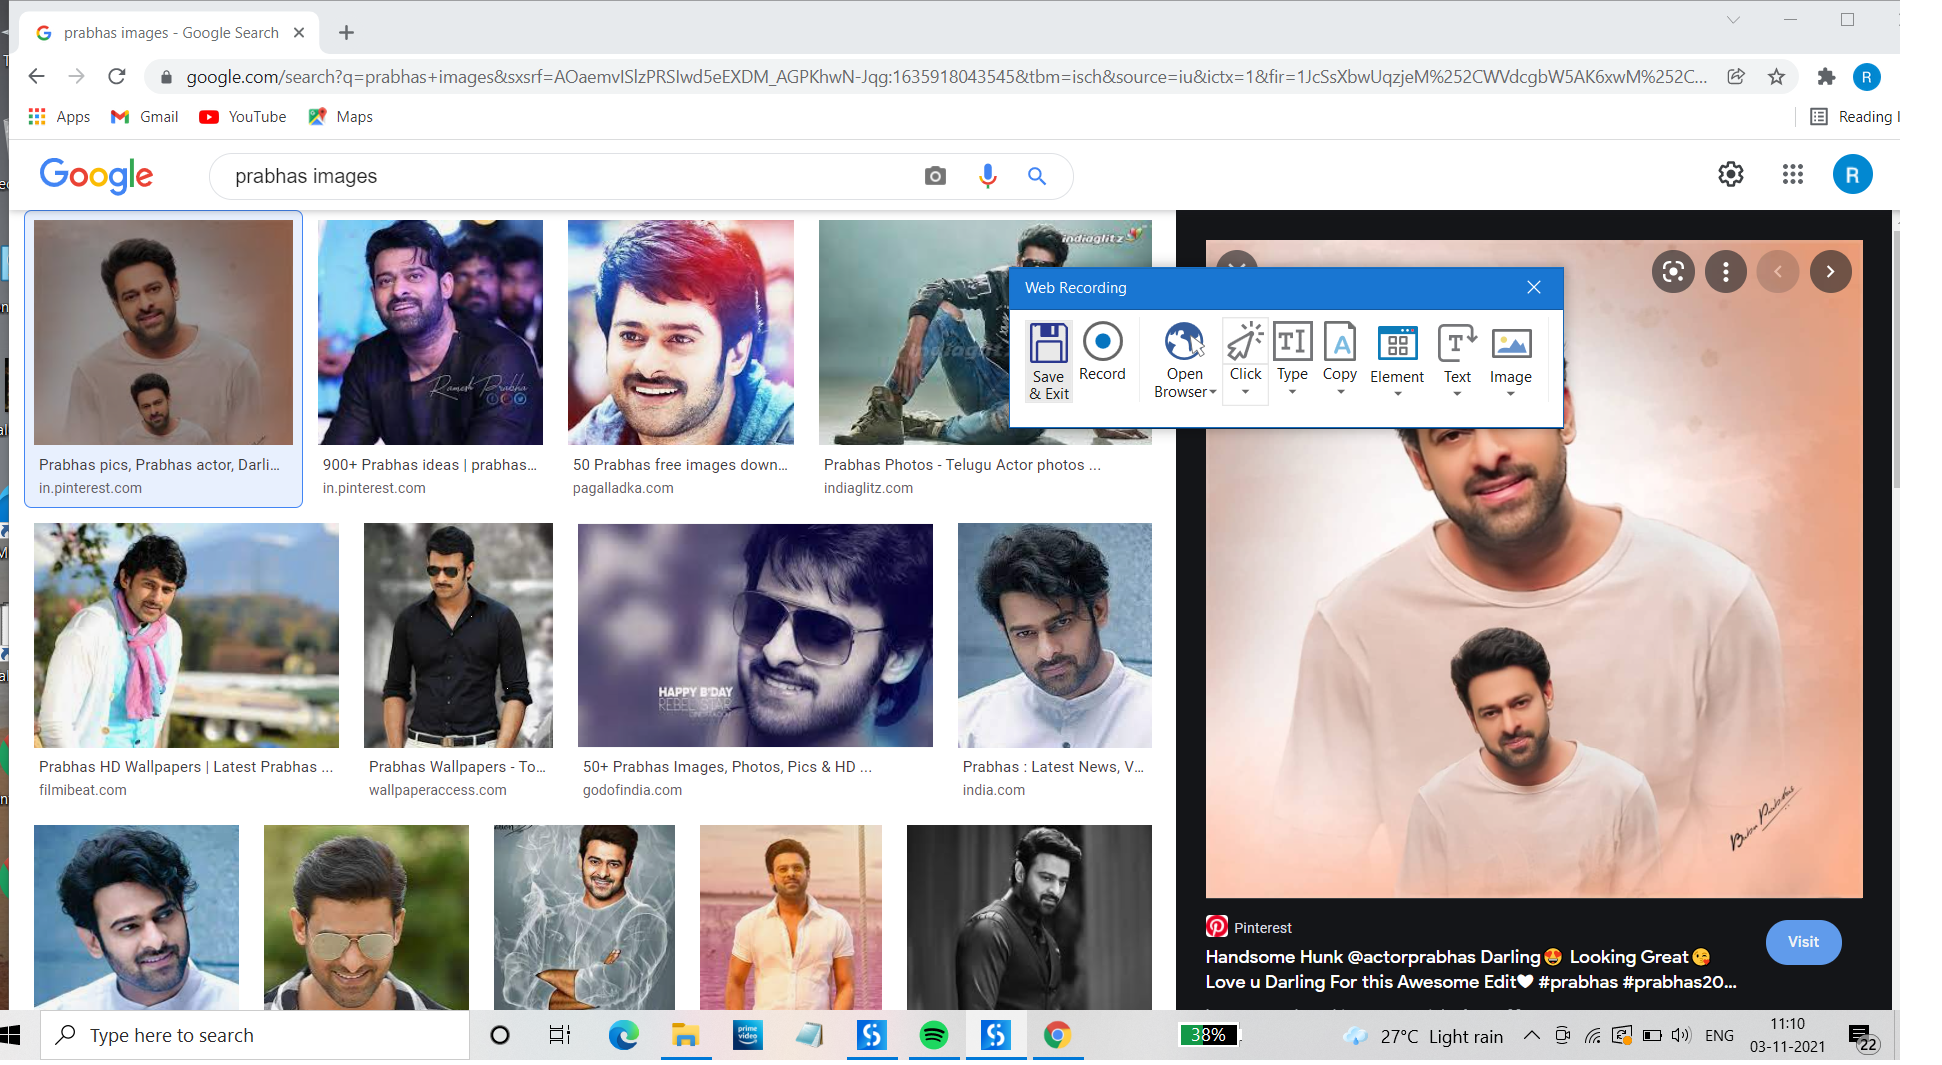 prabhas images - Google Search
google.com/search?q=prabhas+images&sxsrf=AOaemvISlzPRSIwd5eEXDM_AGPKhwN-Jqg:1635918043545&tbm=isch&source=iu&ictx=1&fir=1JcSsXbwUqzjeM%252CWVdcgbW5AK6xwM%252C...
R
Apps Gmail YouTube Maps
Reading l
Google
prabhas images
R
indiaglitz
Ramesh Prabha
Prabhas pics, Prabhas actor, Darli...
in.pinterest.com
900+ Prabhas ideas | prabhas...
in.pinterest.com
50 Prabhas free images down...
pagalladka.com
Prabhas Photos - Telugu Actor photos ...
indiaglitz.com
Web Recording
Save & Exit
Record
Open Browser
Click
Type
Copy
Element
Text
Image
HAPPY B'DAY
REBEL STAR
Prabhas HD Wallpapers | Latest Prabhas ...
filmibeat.com
Prabhas Wallpapers - To...
wallpaperaccess.com
50+ Prabhas Images, Photos, Pics & HD ...
godofindia.com
Prabhas : Latest News, V...
india.com
Pinterest
Handsome Hunk @actorprabhas Darling😍 Looking Great😘
Love u Darling For this Awesome Edit🖤 #prabhas #prabhas20...
Visit
Type here to search
prime video
38%
27°C Light rain
ENG
11:10
03-11-2021
22